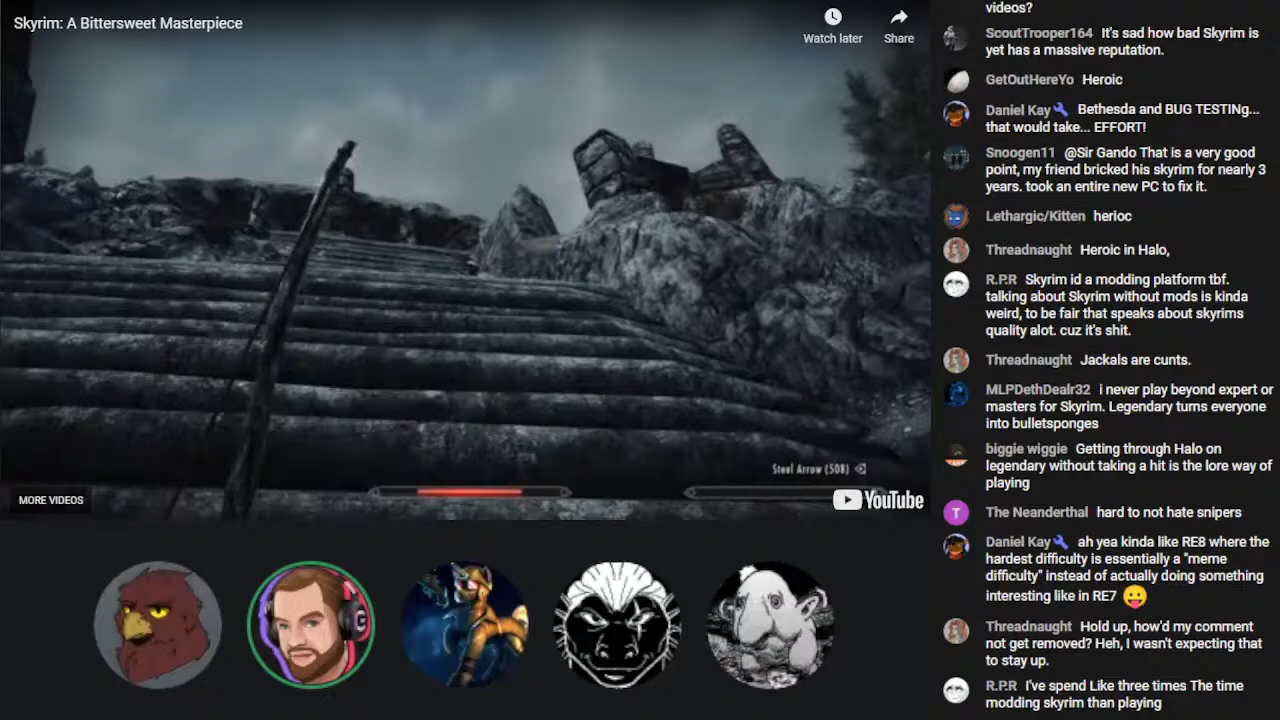 Skyrim: A Bittersweet Masterpiece
Watch later
Share
Steel Arrow (508)
MORE VIDEOS
YouTube
videos?
ScoutTrooper164 It's sad how bad Skyrim is
yet has a massive reputation.
GetOutHereYo Heroic
Daniel Kay Bethesda and BUG TESTINg...
that would take... EFFORT!
Snoogen11 @Sir Gando That is a very good
point, my friend bricked his skyrim for nearly 3
years. took an entire new PC to fix it.
Lethargic/Kitten herioc
Threadnaught Heroic in Halo,
R.P.R Skyrim id a modding platform tbf.
talking about Skyrim without mods is kinda
weird, to be fair that speaks about skyrims
quality alot. cuz it's shit.
Threadnaught Jackals are cunts.
MLPDethDealr32 i never play beyond expert or
masters for Skyrim. Legendary turns everyone
into bulletsponges
biggie wiggie Getting through Halo on
legendary without taking a hit is the lore way of
playing
T
The Neanderthal hard to not hate snipers
Daniel Kay ah yea kinda like RE8 where the
hardest difficulty is essentially a "meme
difficulty" instead of actually doing something
interesting like in RE7 😛
Threadnaught Hold up, how'd my comment
not get removed? Heh, I wasn't expecting that
to stay up.
R.P.R I've spend Like three times The time
modding skyrim than playing